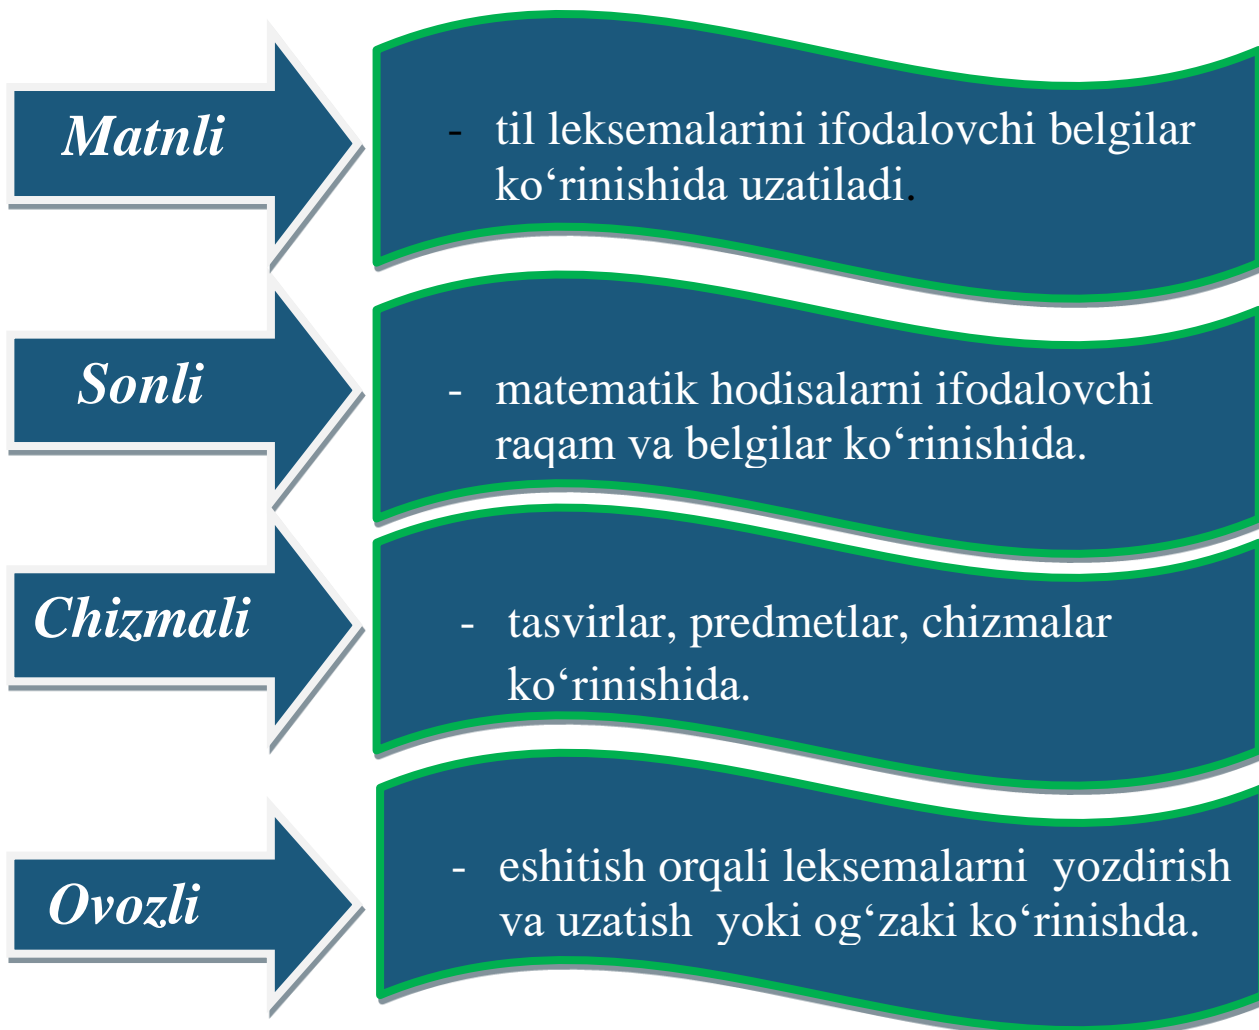 Matnli
- til leksemalarini ifodalovchi belgilar
ko‘rinishida uzatiladi.
Sonli
- matematik hodisalarni ifodalovchi
raqam va belgilar ko‘rinishida.
Chizmali
- tasvirlar, predmetlar, chizmalar
ko‘rinishida.
Ovozli
- eshitish orqali leksemalarni yozdirish
va uzatish yoki og‘zaki ko‘rinishda.